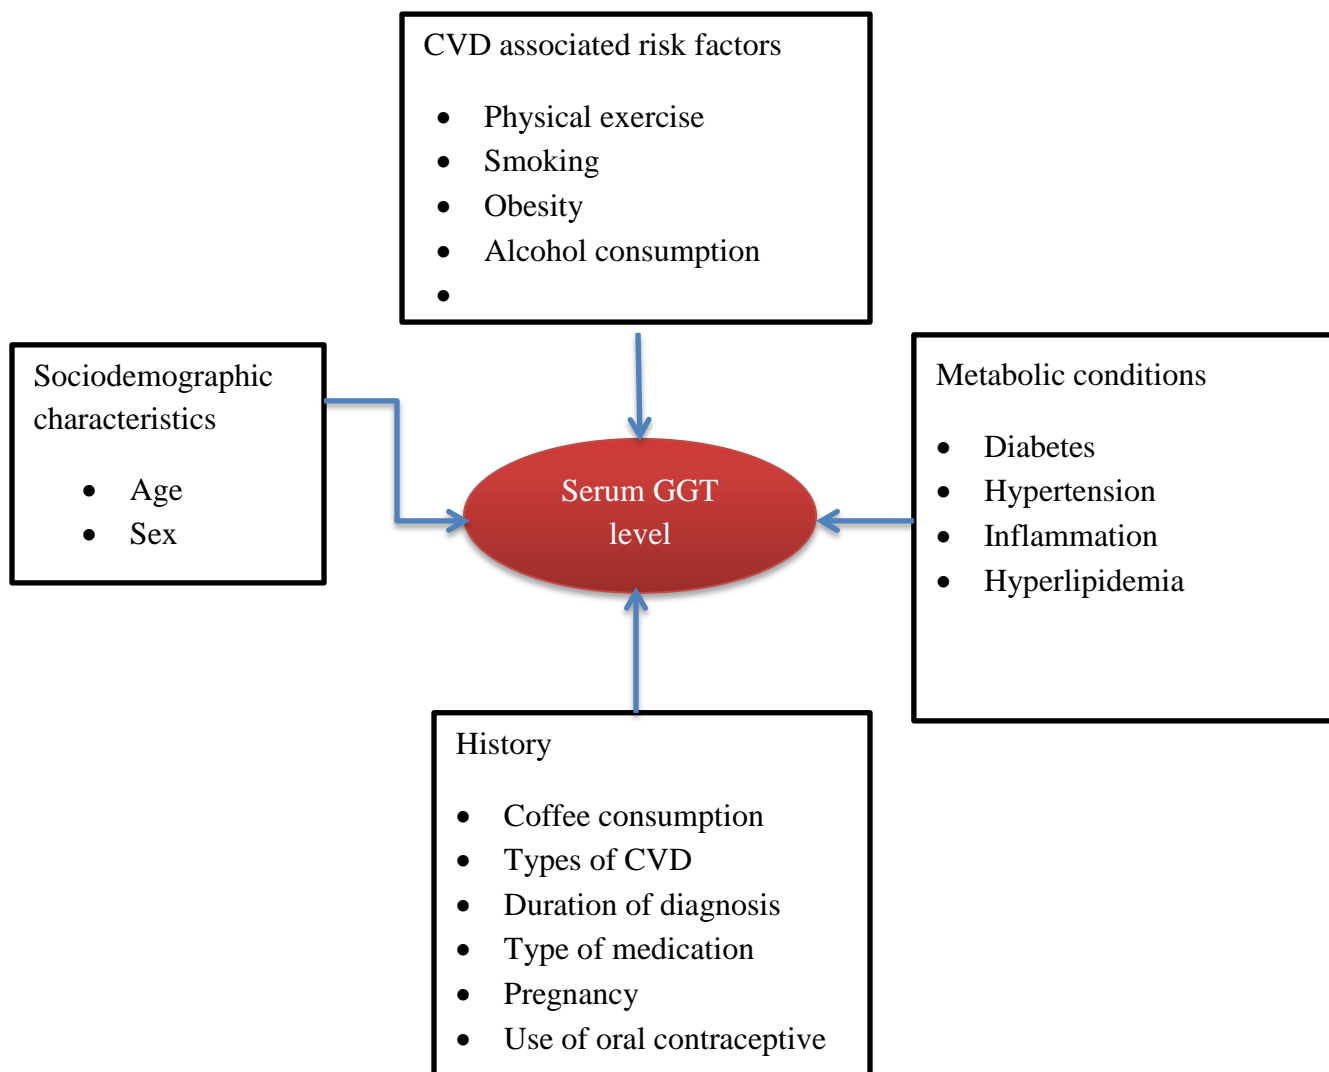 CVD associated risk factors
• Physical exercise
• Smoking
• Obesity
• Alcohol consumption
•
Sociodemographic
characteristics
• Age
• Sex
Serum GGT
level
Metabolic conditions
• Diabetes
• Hypertension
• Inflammation
• Hyperlipidemia
History
• Coffee consumption
• Types of CVD
• Duration of diagnosis
• Type of medication
• Pregnancy
• Use of oral contraceptive